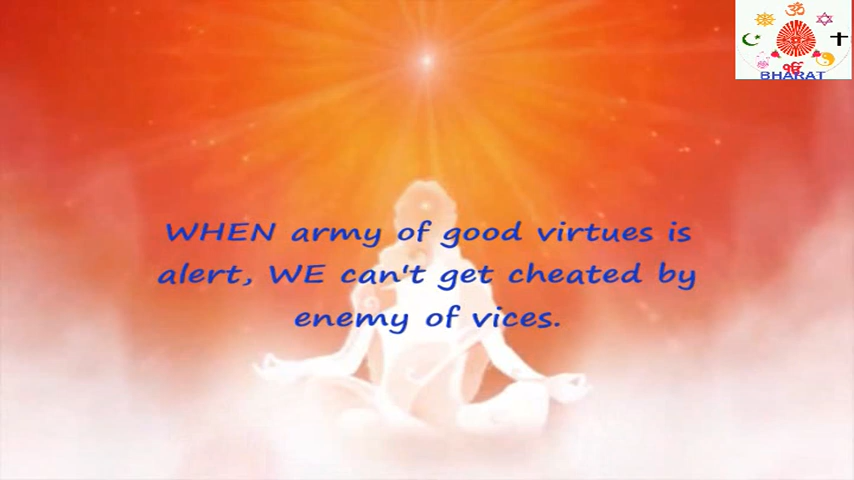 ॐ
ੴ
BHARAT
WHEN army of good virtues is
alert, WE can't get cheated by
enemy of vices.